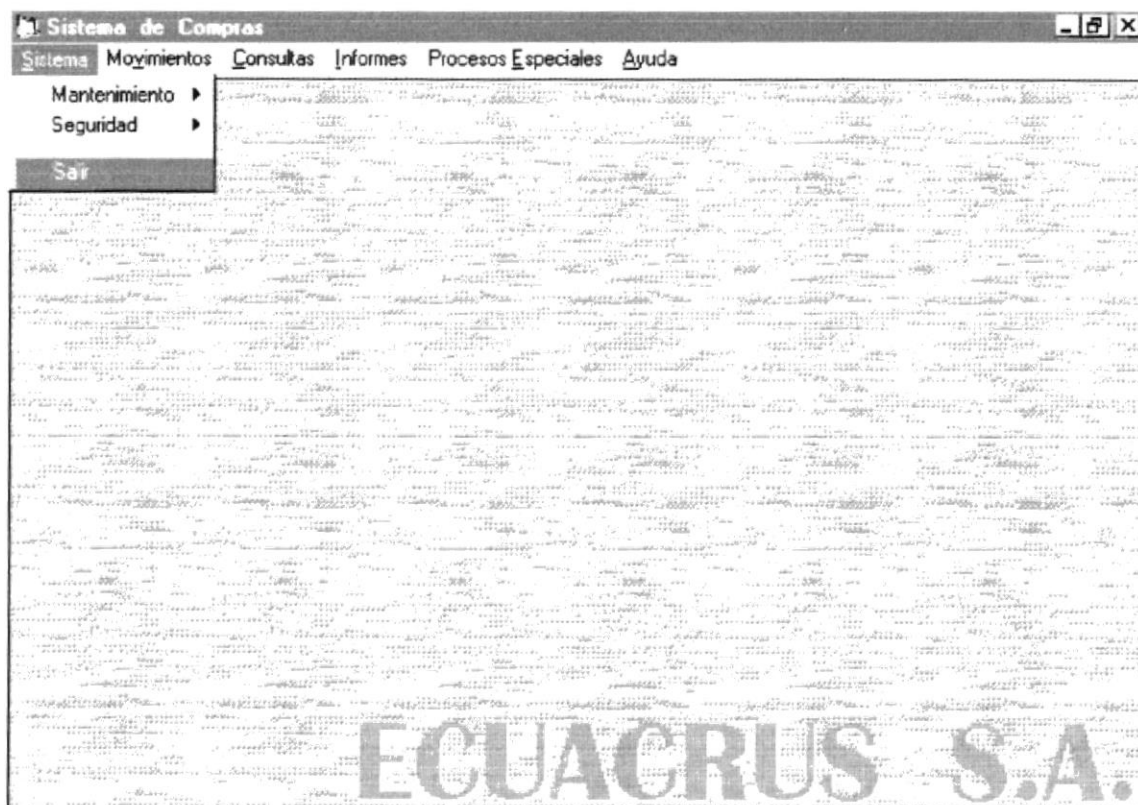 Sistema de Compras
Sistema Movimientos Consultas Informes Procesos Especiales Ayuda
Mantenimiento
Seguridad
Salir
ECUACRUS S.A.